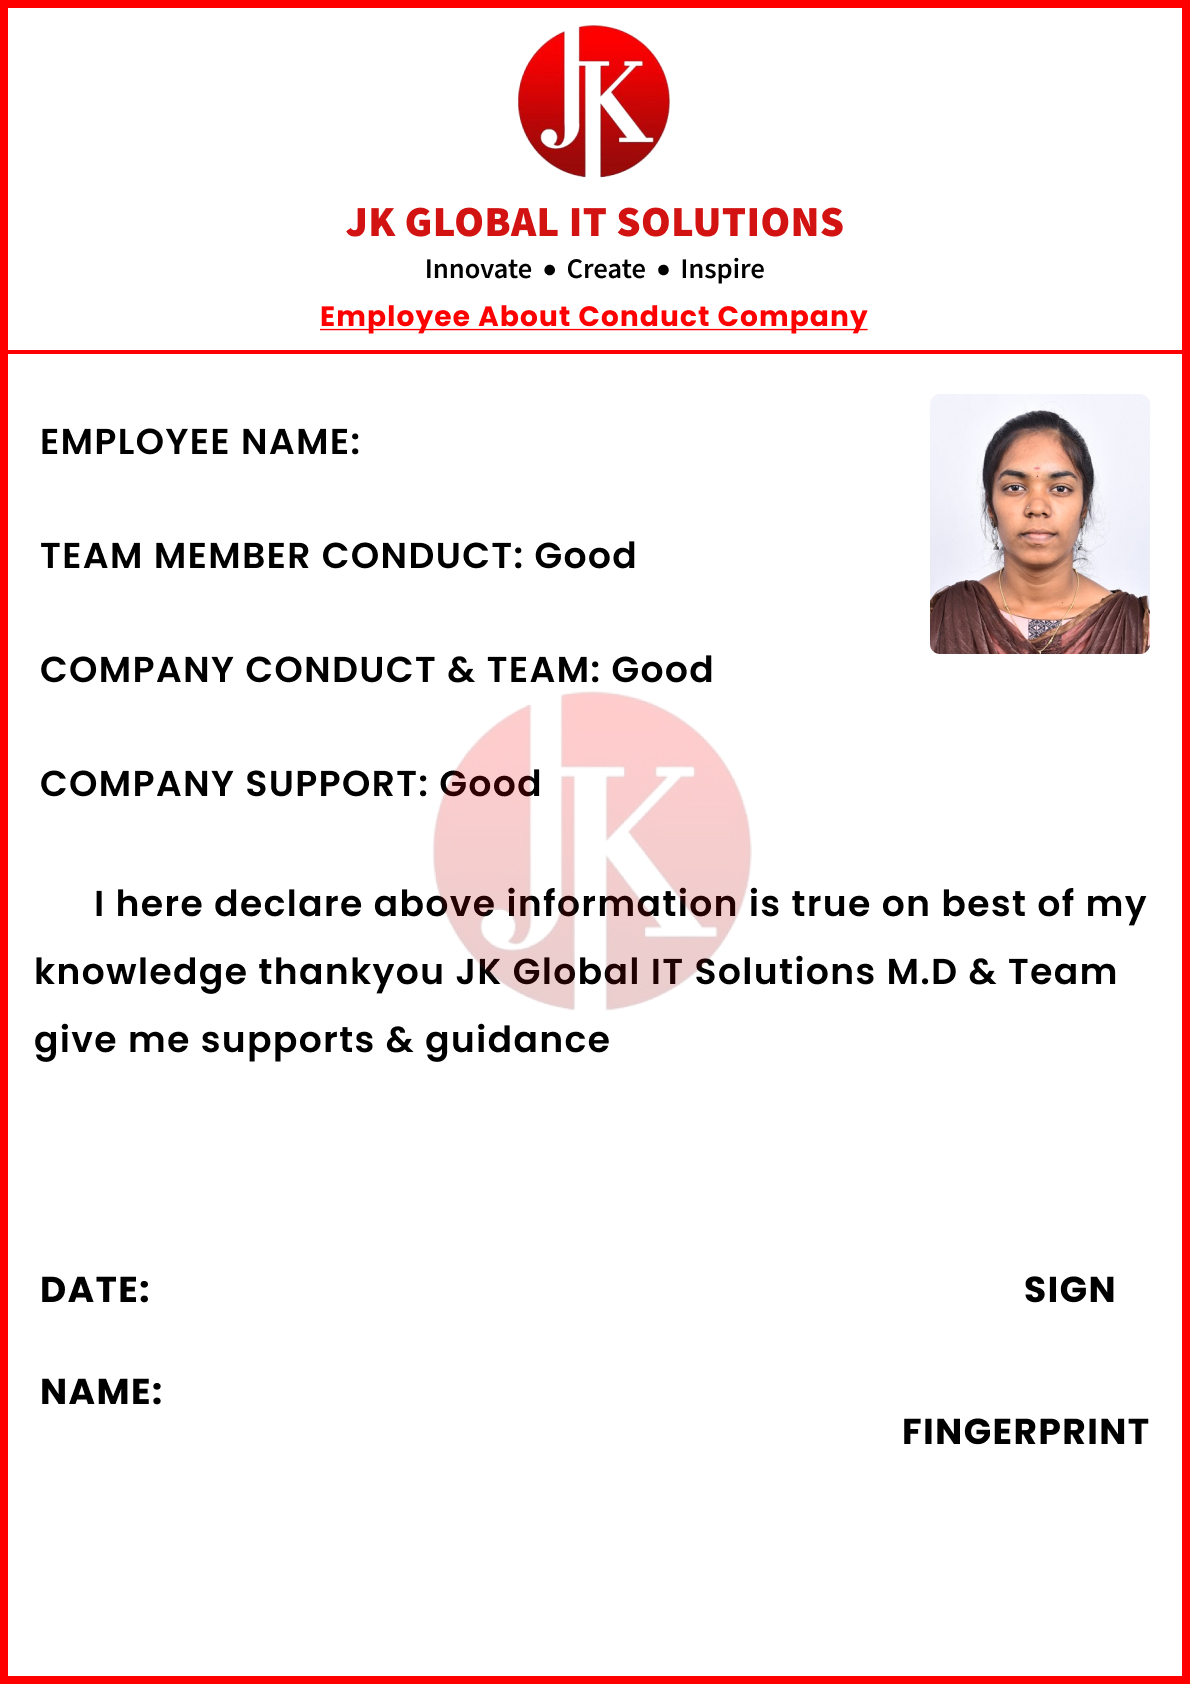 JK
JK GLOBAL IT SOLUTIONS
Innovate • Create • Inspire
Employee About Conduct Company
EMPLOYEE NAME:
TEAM MEMBER CONDUCT: Good
COMPANY CONDUCT & TEAM: Good
COMPANY SUPPORT: Good
JK
I here declare above information is true on best of my
knowledge thankyou JK Global IT Solutions M.D & Team
give me supports & guidance
DATE:
SIGN
NAME:
FINGERPRINT